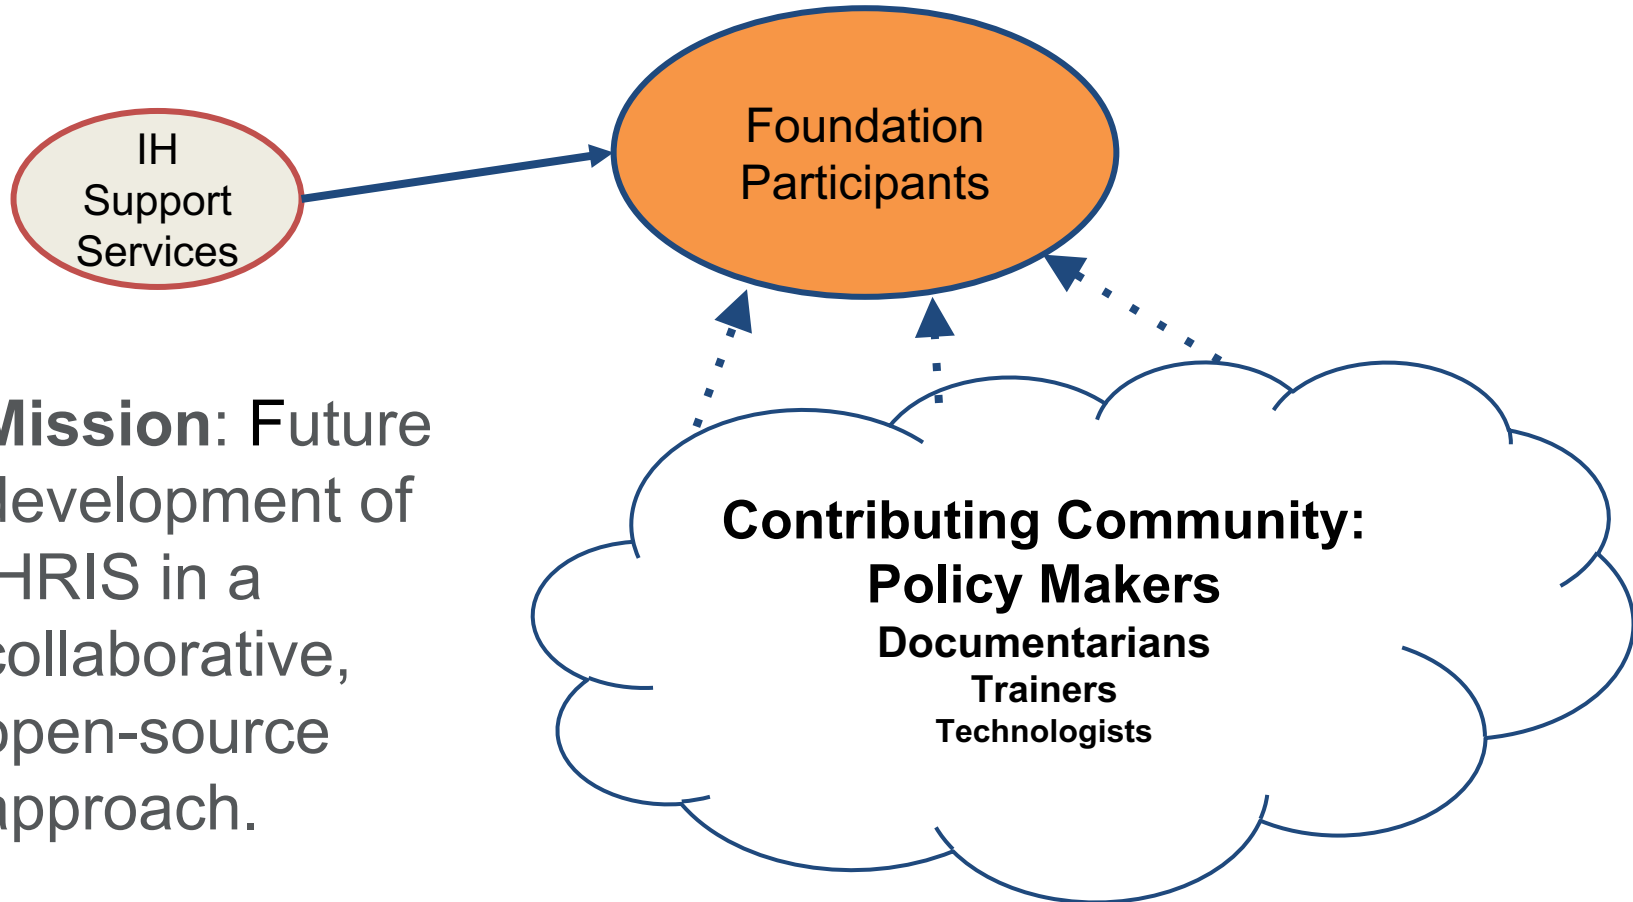 IH
Support
Services
Foundation
Participants
Mission: Future
development of
HRIS in a
collaborative,
open-source
approach.
Contributing Community:
Policy Makers
Documentarians
Trainers
Technologists